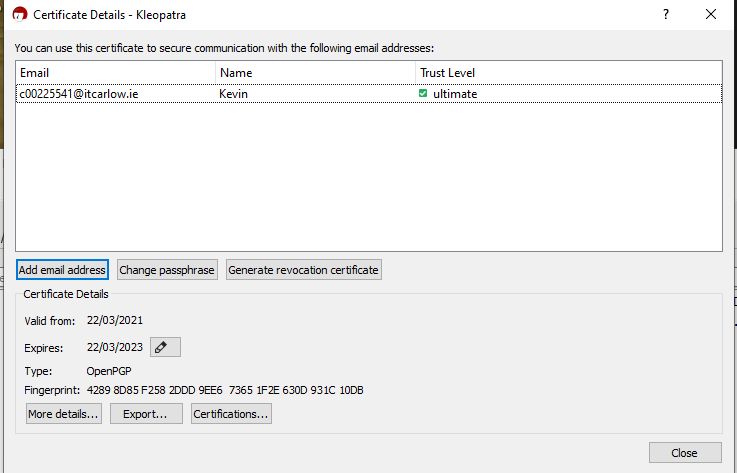 Certificate Details - Kleopatra
You can use this certificate to secure communication with the following email addresses:
Email Name Trust Level
c00225541@itcarlow.ie Kevin ultimate
Add email address Change passphrase Generate revocation certificate
Certificate Details
Valid from: 22/03/2021
Expires: 22/03/2023
Type: OpenPGP
Fingerprint: 4289 8D85 F258 2DDD 9EE6 7365 1F2E 630D 931C 10DB
More details... Export... Certifications...
Close